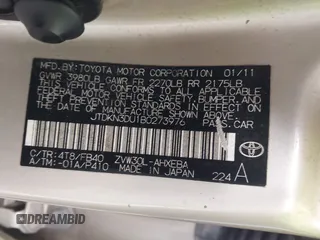 MFD.BY:TOYOTA MOTOR CORPORATION 01/11
GVWR 3980LB GAWR FR 2270LB RR 2175LB
THIS VEHICLE CONFORMS TO ALL APPLICABLE
FEDERAL MOTOR VEHICLE SAFETY, BUMPER, AND
THEFT PREVENTION STANDARDS IN EFFECT ON
THE DATE OF MANUFACTURE SHOWN ABOVE.
PASS. CAR
C/TR:4T8/FB40 ZVW30L-AHXEBA
A/TM:-01A/P410 MADE IN JAPAN
224 A
TOYOTA
DREAMBID